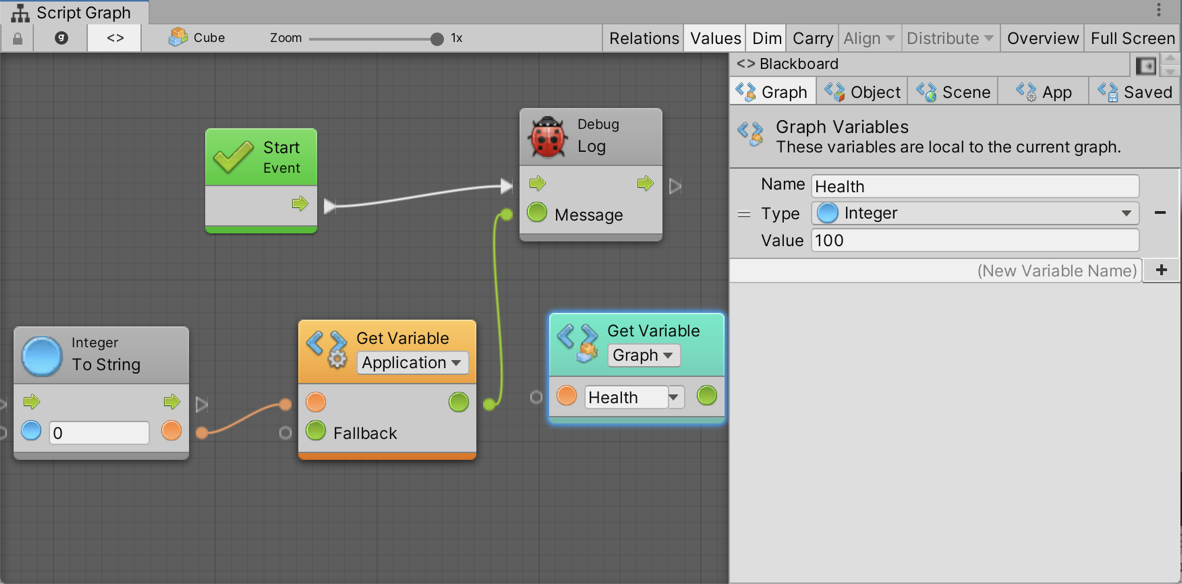 Script Graph
<> Cube Zoom 1x Relations Values Dim Carry Align Distribute Overview Full Screen
<> Blackboard
Graph Object Scene App Saved
Graph Variables
These variables are local to the current graph.
Name Health
Type Integer
Value 100
(New Variable Name) +
Start
Event
Debug
Log
Message
Integer
To String
0
Get Variable
Application
Fallback
Get Variable
Graph
Health